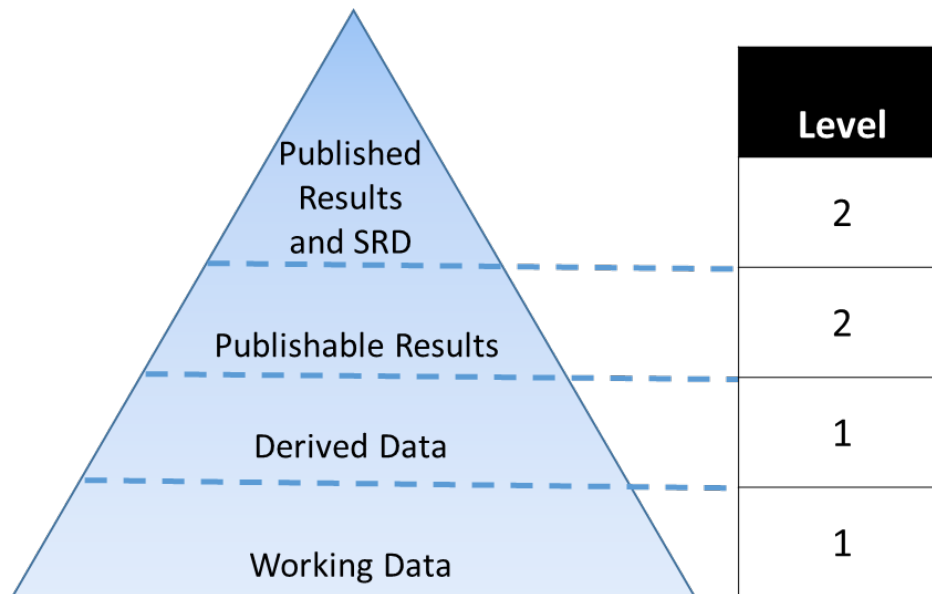 Level
Published
Results
and SRD
2
Publishable Results
2
Derived Data
1
Working Data
1